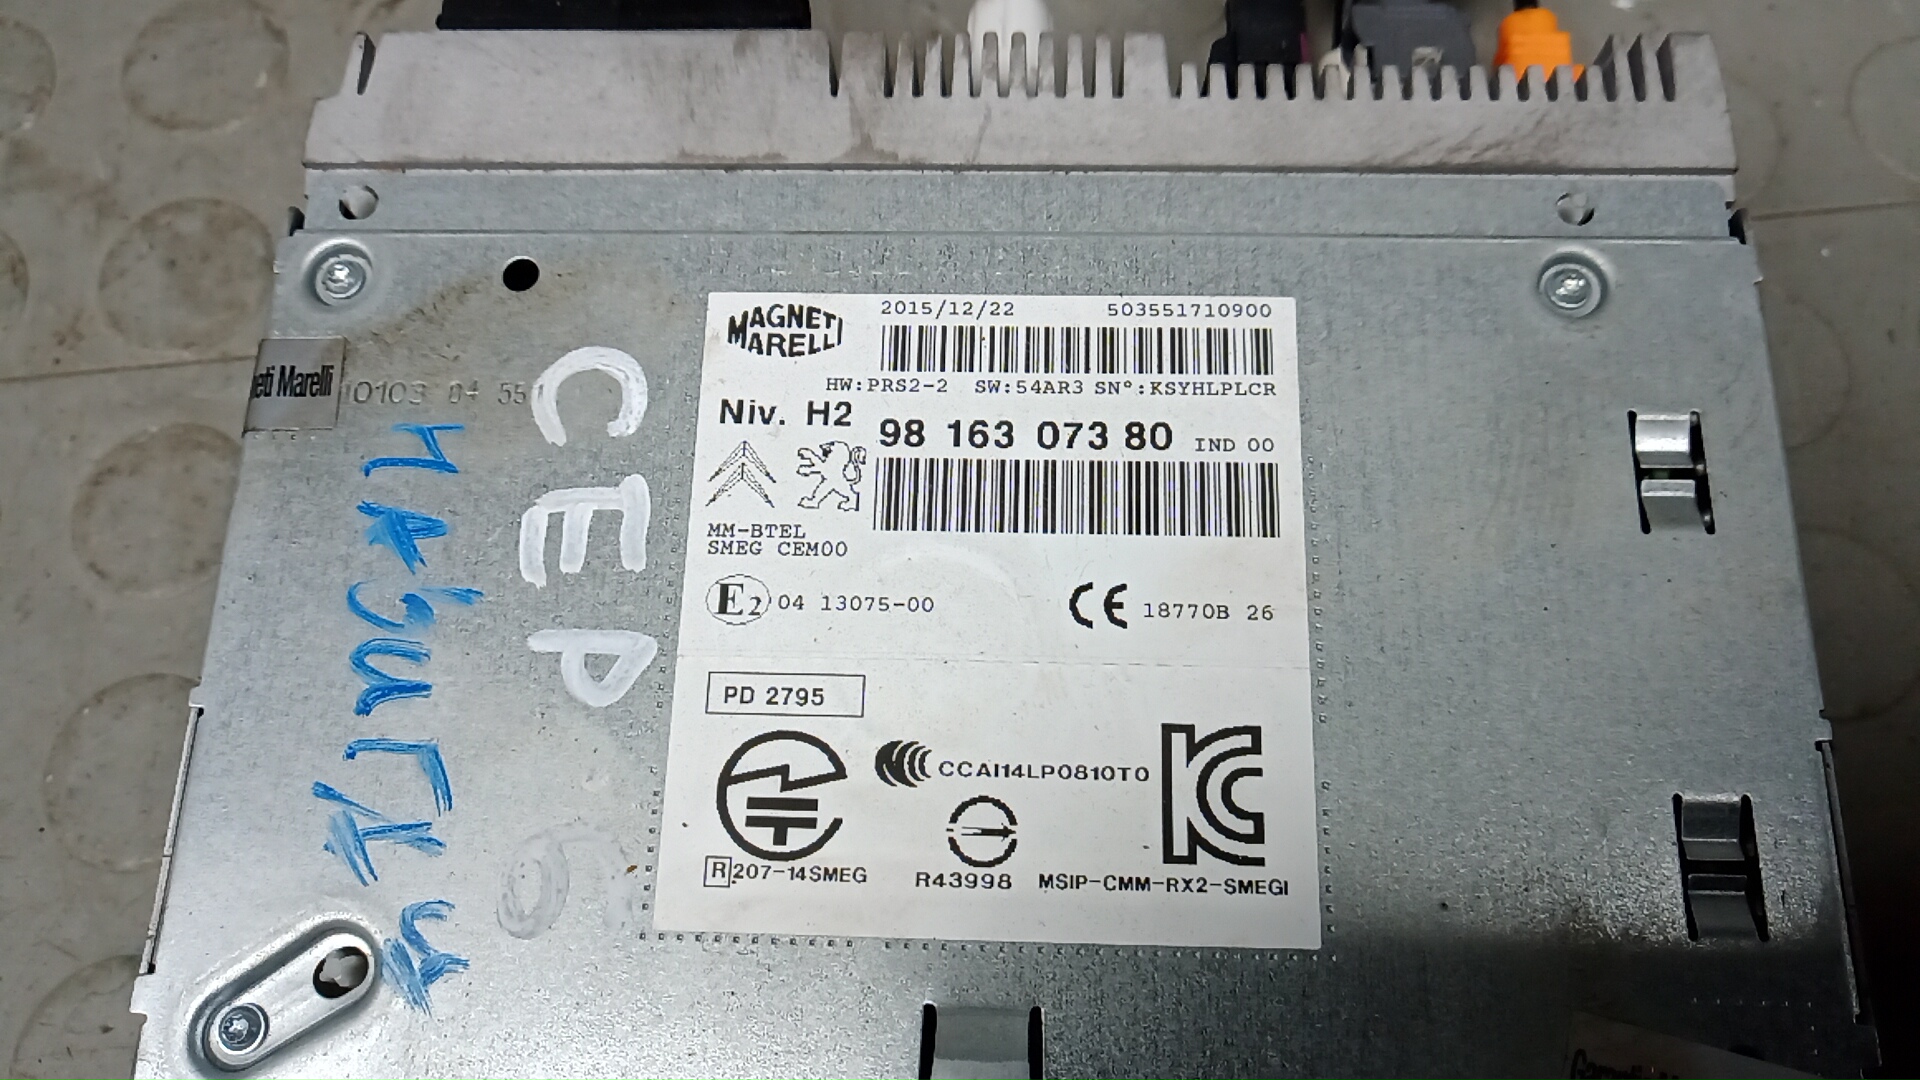 MAGNETI
MARELLI
2015/12/22 503551710900
HW:PRS2-2 SW:54AR3 SN°:KSYHLPLCR
Niv. H2
98 163 073 80 IND 00
MM-BTEL
SMEG CEM00
E2 04 13075-00
CE 18770B 26
PD 2795
CCAI14LP0810T0
R 207-14SMEG
R43998
MSIP-CMM-RX2-SMEGI
neti Marelli
10103 04 55
CEP